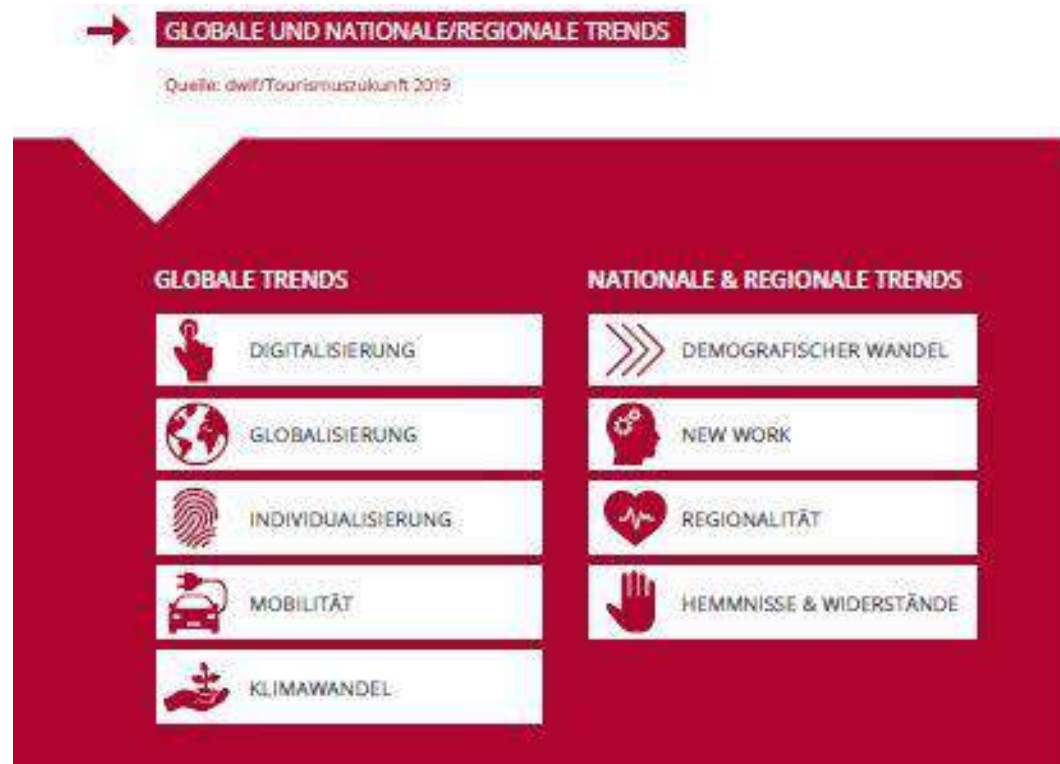 GLOBALE UND NATIONALE/REGIONALE TRENDS
Quelle: dwif/Tourismuszukunft 2019
GLOBALE TRENDS
DIGITALISIERUNG
GLOBALISIERUNG
INDIVIDUALISIERUNG
MOBILITÄT
KLIMAWANDEL
NATIONALE & REGIONALE TRENDS
DEMOGRAFISCHER WANDEL
NEW WORK
REGIONALITÄT
HEMMNISSE & WIDERSTÄNDE